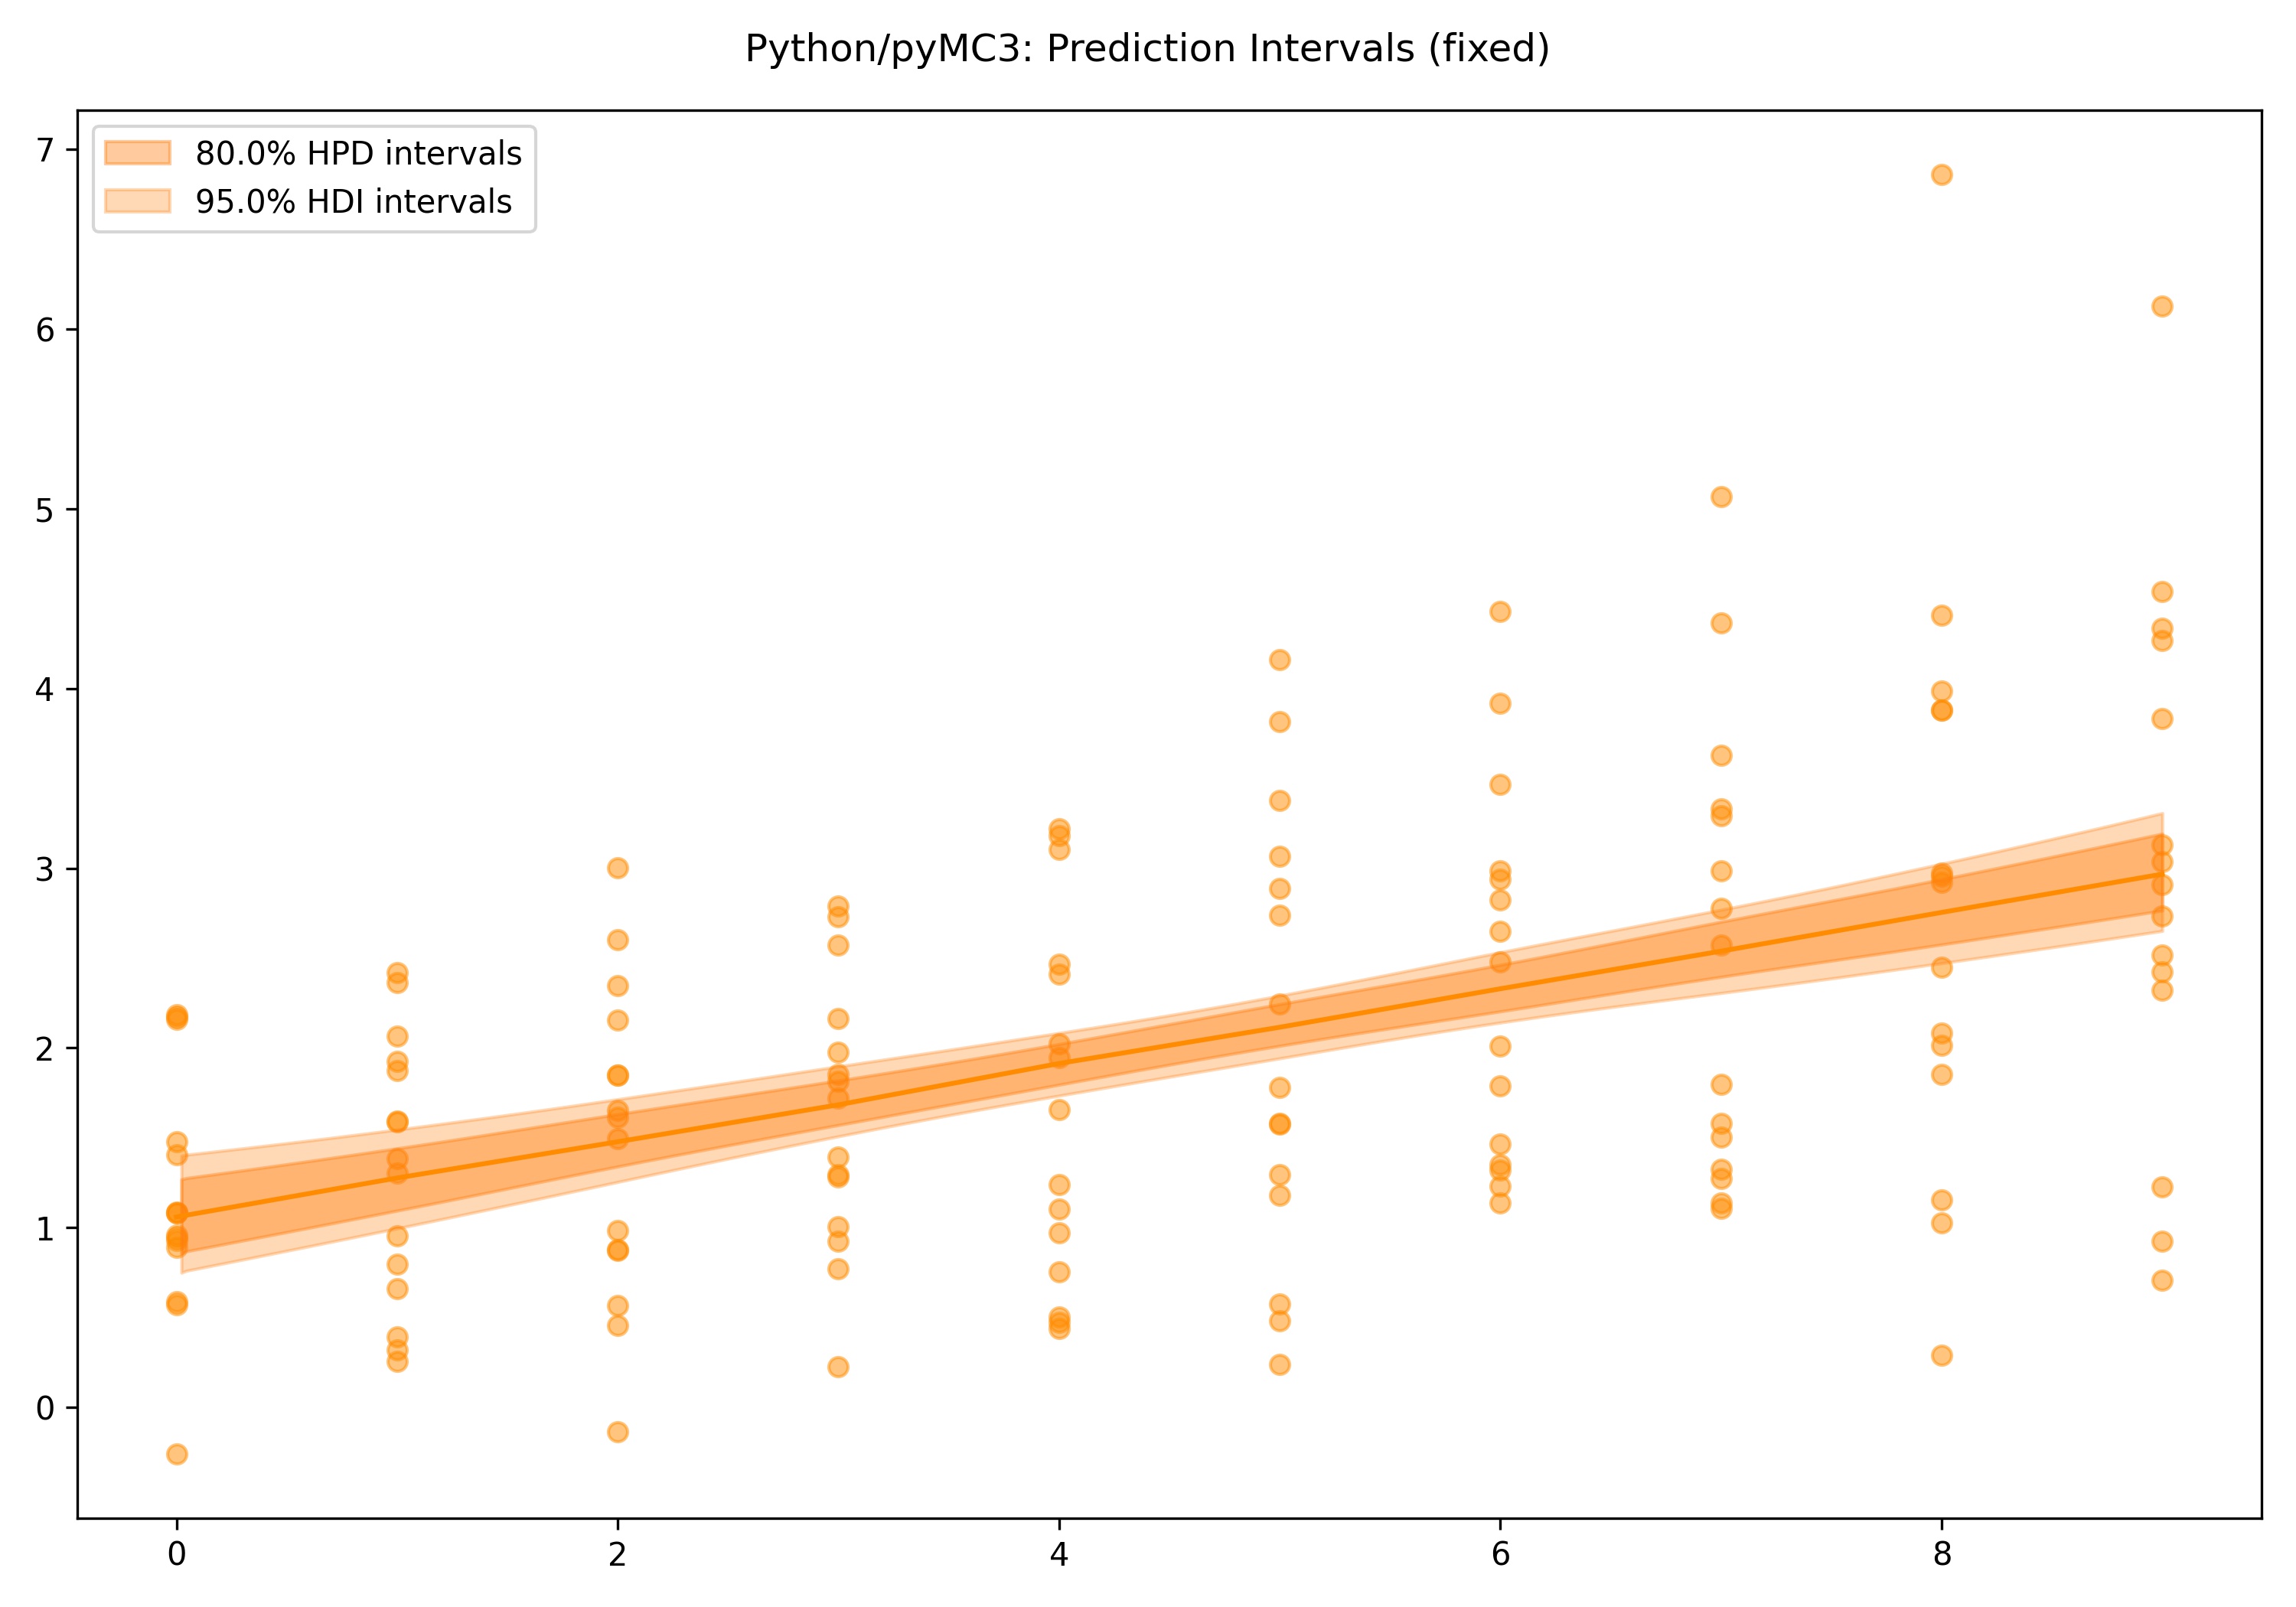 Python/pyMC3: Prediction Intervals (fixed)
80.0% HPD intervals
95.0% HDI intervals
7
6
5
4
3
2
1
0
0 2 4 6 8